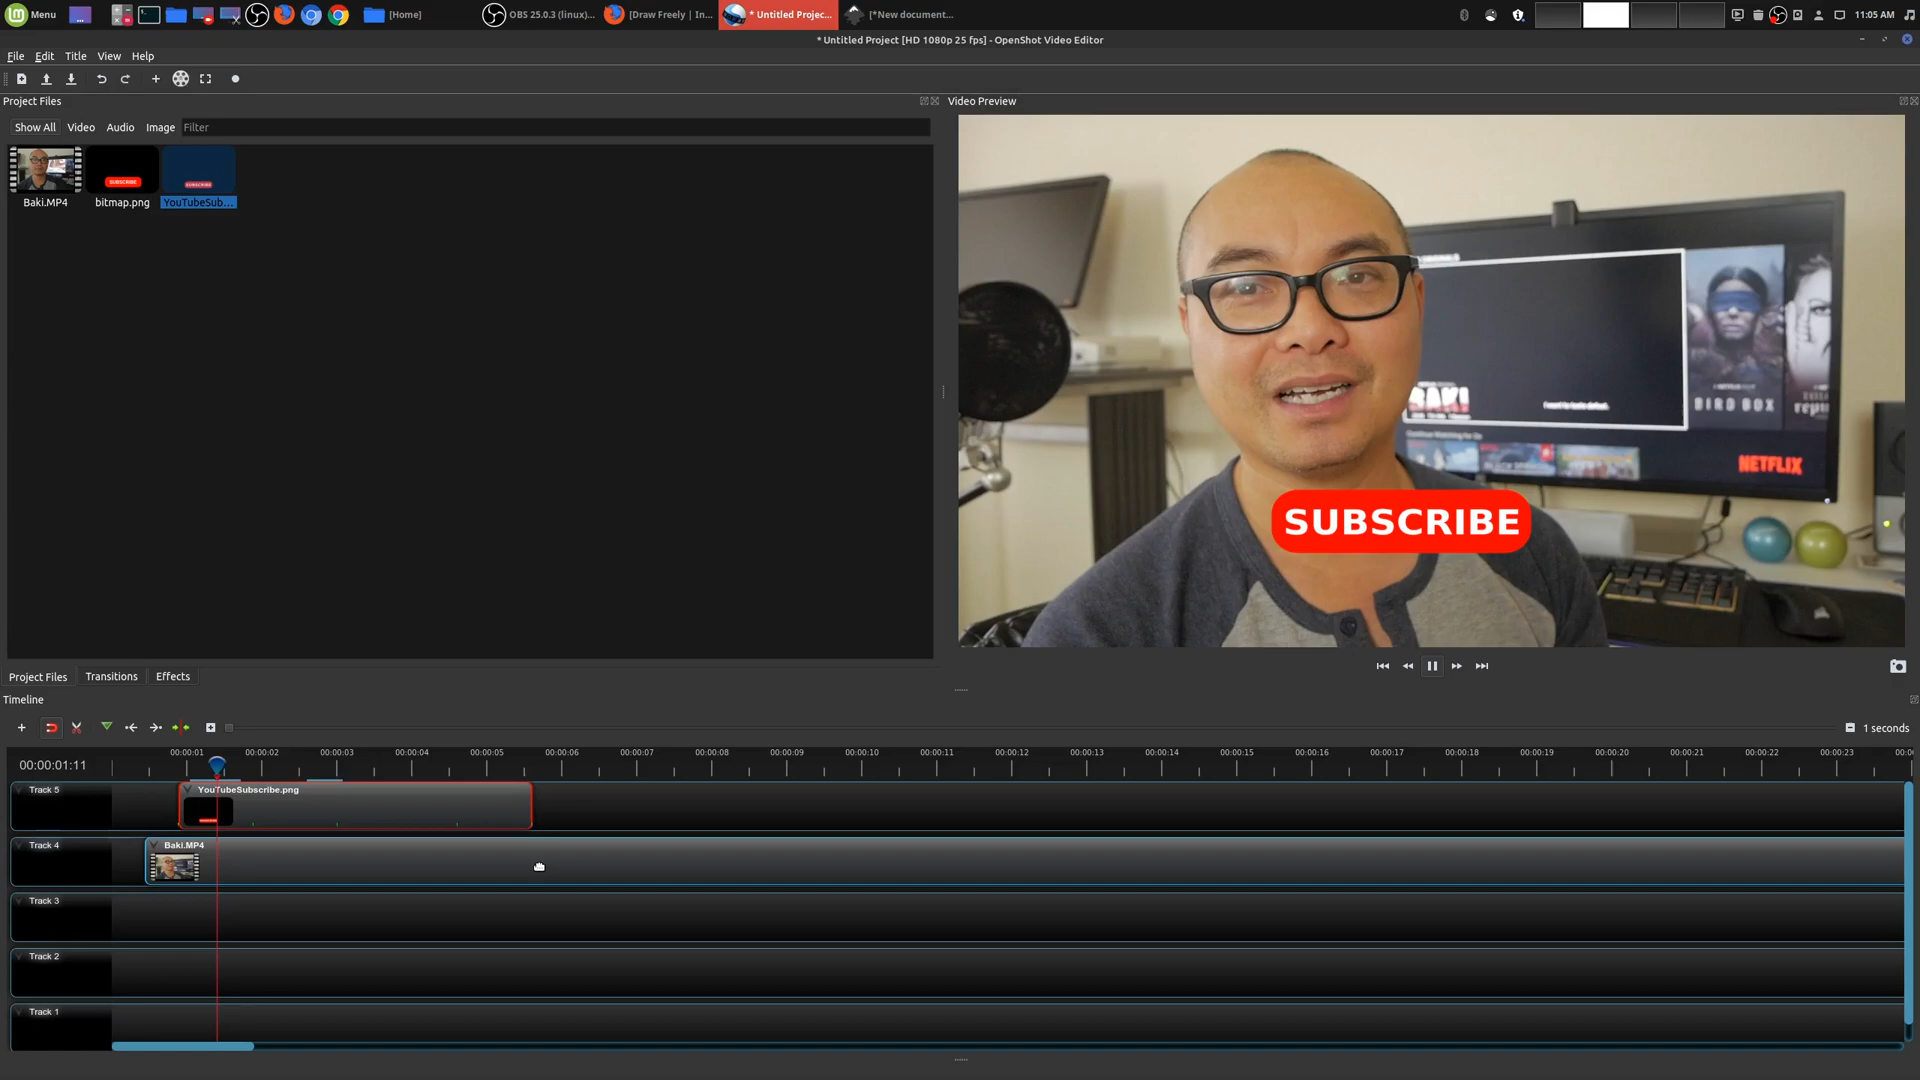 Menu
[Home]
OBS 25.0.3 (linux)...
[Draw Freely | In...
* Untitled Projec...
[*New document...
11:05 AM
* Untitled Project [HD 1080p 25 fps] - OpenShot Video Editor
File Edit Title View Help
Project Files
Video Preview
Show All Video Audio Image Filter
SUBSCRIBE
SUBSCRIBE
Baki.MP4
bitmap.png
YouTubeSub...
BAKI
BIRD BOX
NETFLIX
SUBSCRIBE
Project Files Transitions Effects
Timeline
1 seconds
00:00:01:11
00:00:01 00:00:02 00:00:03 00:00:04 00:00:05 00:00:06 00:00:07 00:00:08 00:00:09 00:00:10 00:00:11 00:00:12 00:00:13 00:00:14 00:00:15 00:00:16 00:00:17 00:00:18 00:00:19 00:00:20 00:00:21 00:00:22 00:00:23
Track 5
YouTubeSubscribe.png
Track 4
Baki.MP4
Track 3
Track 2
Track 1